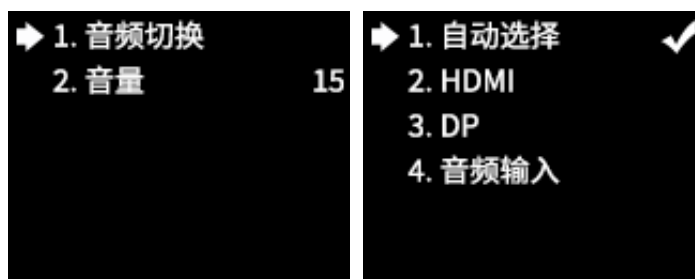 1. 音频切换
2. 音量 15
1. 自动选择
2. HDMI
3. DP
4. 音频输入